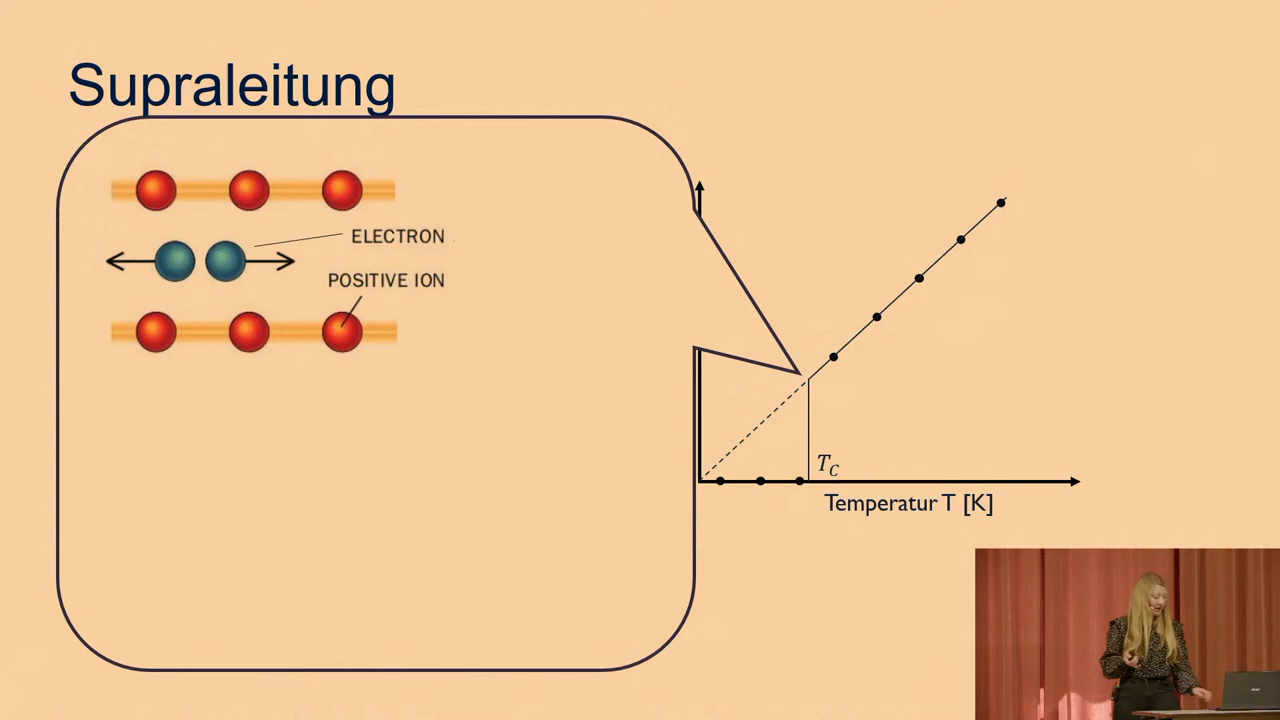 Supraleitung
ELECTRON
POSITIVE ION
T_C
Temperatur T [K]